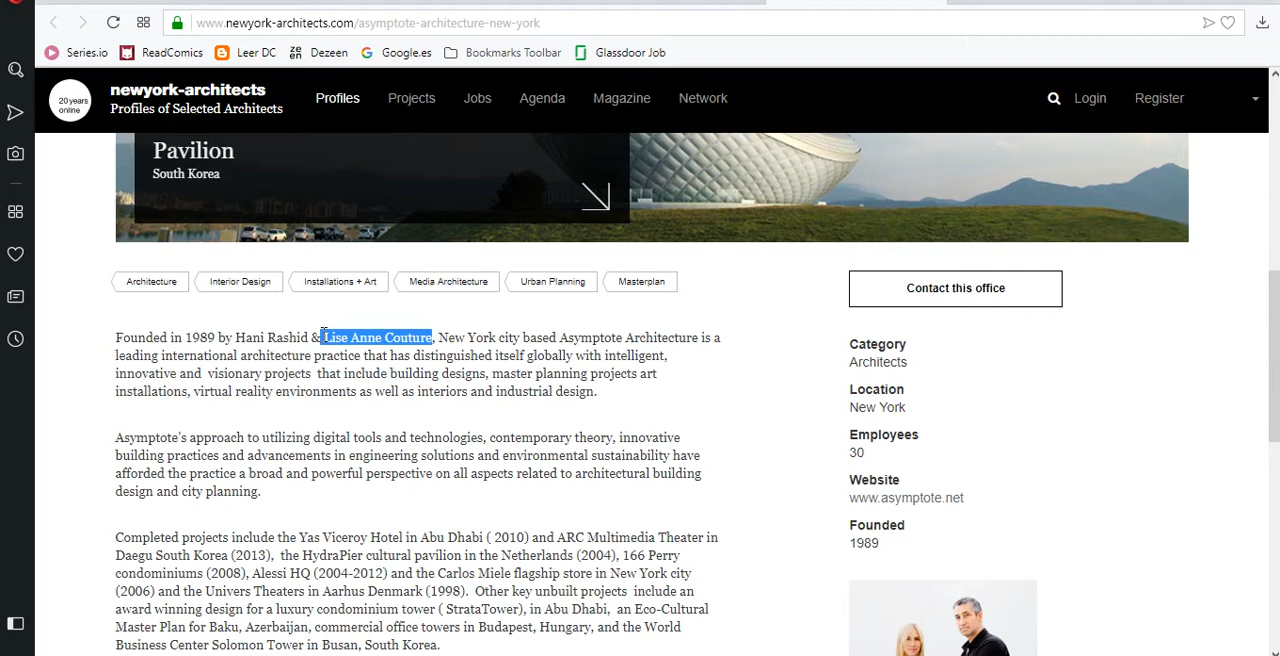 www.newyork-architects.com/asymptote-architecture-new-york
Series.io ReadComics Leer DC Dezeen Google.es Bookmarks Toolbar Glassdoor Job
20 years online
newyork-architects
Profiles of Selected Architects
Profiles Projects Jobs Agenda Magazine Network Login Register
Pavilion
South Korea
Architecture Interior Design Installations + Art Media Architecture Urban Planning Masterplan
Founded in 1989 by Hani Rashid & Lise Anne Couture, New York city based Asymptote Architecture is a
leading international architecture practice that has distinguished itself globally with intelligent,
innovative and visionary projects that include building designs, master planning projects art
installations, virtual reality environments as well as interiors and industrial design.
Asymptote's approach to utilizing digital tools and technologies, contemporary theory, innovative
building practices and advancements in engineering solutions and environmental sustainability have
afforded the practice a broad and powerful perspective on all aspects related to architectural building
design and city planning.
Completed projects include the Yas Viceroy Hotel in Abu Dhabi ( 2010) and ARC Multimedia Theater in
Daegu South Korea (2013), the HydraPier cultural pavilion in the Netherlands (2004), 166 Perry
condominiums (2008), Alessi HQ (2004-2012) and the Carlos Miele flagship store in New York city
(2006) and the Univers Theaters in Aarhus Denmark (1998). Other key unbuilt projects include an
award winning design for a luxury condominium tower ( StrataTower), in Abu Dhabi, an Eco-Cultural
Master Plan for Baku, Azerbaijan, commercial office towers in Budapest, Hungary, and the World
Business Center Solomon Tower in Busan, South Korea.
Contact this office
Category
Architects
Location
New York
Employees
30
Website
www.asymptote.net
Founded
1989